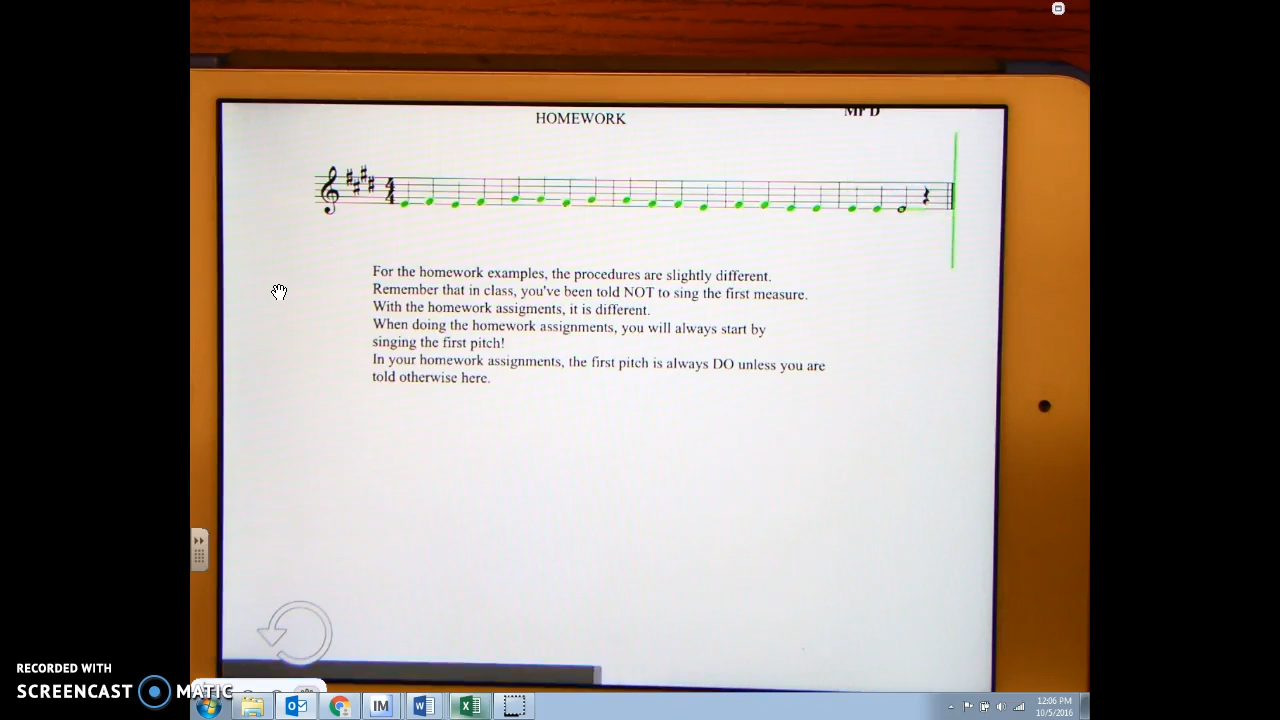 HOMEWORK
Mr D
4
4
For the homework examples, the procedures are slightly different.
Remember that in class, you've been told NOT to sing the first measure.
With the homework assigments, it is different.
When doing the homework assignments, you will always start by
singing the first pitch!
In your homework assignments, the first pitch is always DO unless you are
told otherwise here.
RECORDED WITH
SCREENCAST MATIC
IM
12:06 PM
10/5/2016